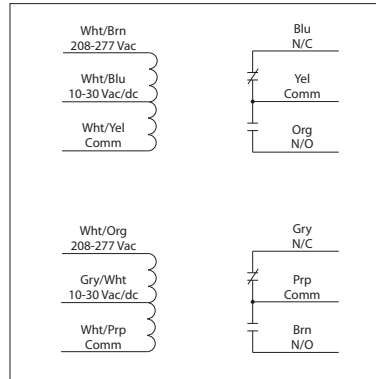 Wht/Brn
208-277 Vac
Wht/Blu
10-30 Vac/dc
Wht/Yel
Comm
Blu
N/C
Yel
Comm
Org
N/O
Wht/Org
208-277 Vac
Gry/Wht
10-30 Vac/dc
Wht/Prp
Comm
Gry
N/C
Prp
Comm
Brn
N/O